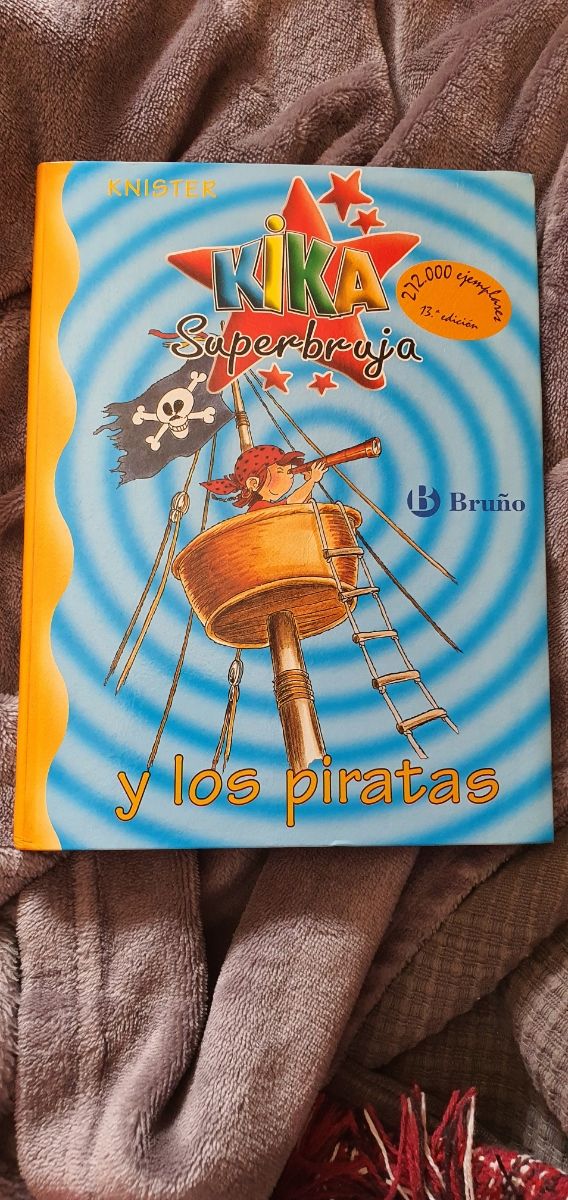 KNISTER
KiKA
Superbruja
272.000 ejemplares
13.ª edición
B Bruño
y los piratas